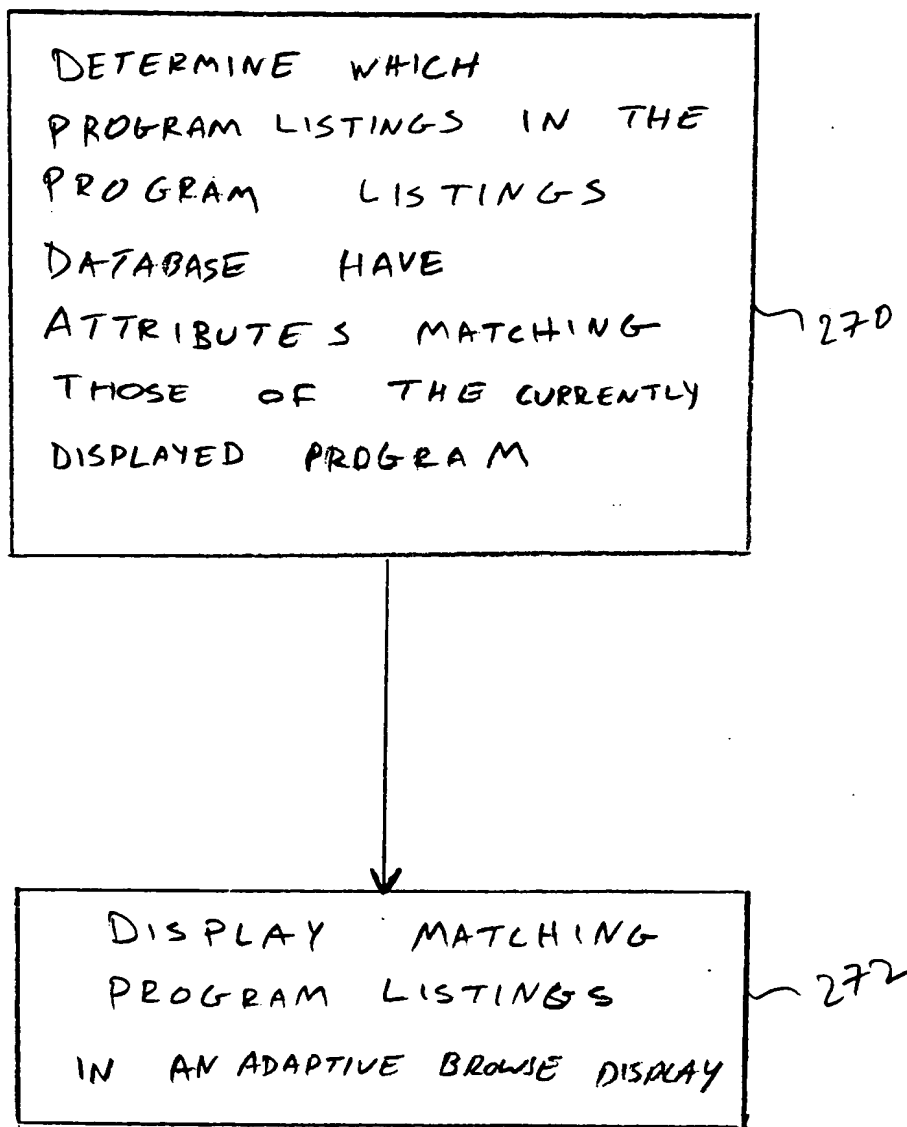 DETERMINE WHICH
PROGRAM LISTINGS IN THE
PROGRAM LISTINGS
DATABASE HAVE
ATTRIBUTES MATCHING
THOSE OF THE CURRENTLY
DISPLAYED PROGRAM
270
DISPLAY MATCHING
PROGRAM LISTINGS
IN AN ADAPTIVE BROWSE DISPLAY
272